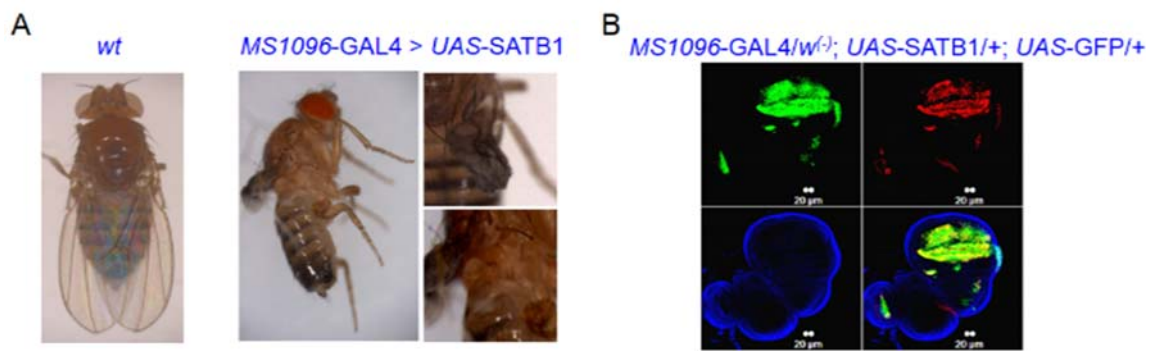 A
wt
MS1096-GAL4 > UAS-SATB1
B
MS1096-GAL4/w(-); UAS-SATB1/+; UAS-GFP/+
20 µm
20 µm
20 µm
20 µm